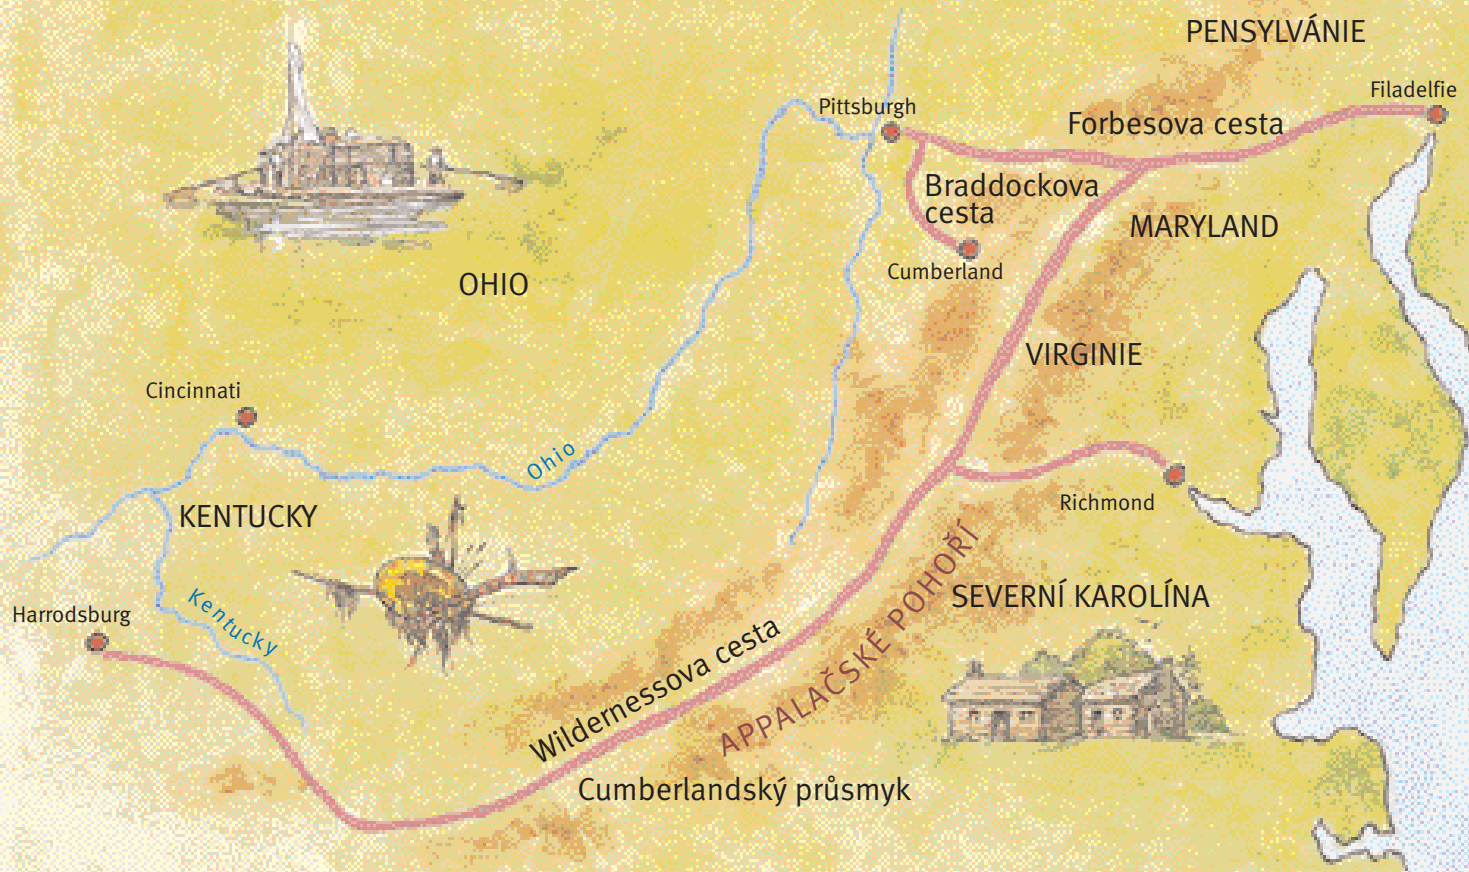 PENSYLVÁNIE
Filadelfie
Pittsburgh
Forbesova cesta
Braddockova
cesta
MARYLAND
Cumberland
OHIO
VIRGINIE
Cincinnati
Ohio
Richmond
KENTUCKY
APPALAČSKÉ POHOŘÍ
SEVERNÍ KAROLÍNA
Harrodsburg
Kentucky
Wildernessova cesta
Cumberlandský průsmyk